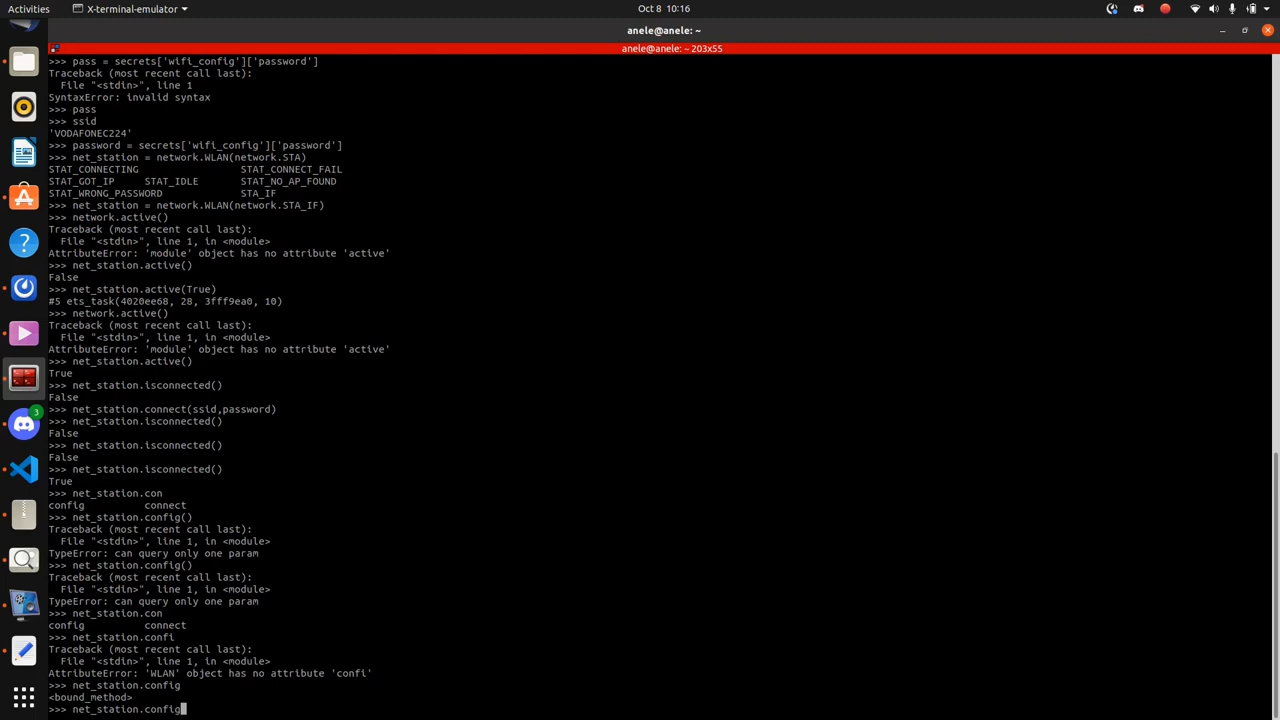 Activities
X-terminal-emulator
Oct 8 10:16
anele@anele: ~
anele@anele: ~ 203x55
>>> pass = secrets['wifi_config']['password']
Traceback (most recent call last):
  File "<stdin>", line 1
SyntaxError: invalid syntax
>>> pass
>>> ssid
'VODAFONEC224'
>>> password = secrets['wifi_config']['password']
>>> net_station = network.WLAN(network.STA)
STAT_CONNECTING                 STAT_CONNECT_FAIL
STAT_GOT_IP     STAT_IDLE       STAT_NO_AP_FOUND
STAT_WRONG_PASSWORD             STA_IF
>>> net_station = network.WLAN(network.STA_IF)
>>> network.active()
Traceback (most recent call last):
  File "<stdin>", line 1, in <module>
AttributeError: 'module' object has no attribute 'active'
>>> net_station.active()
False
>>> net_station.active(True)
#5 ets_task(4020ee68, 28, 3fff9ea0, 10)
>>> network.active()
Traceback (most recent call last):
  File "<stdin>", line 1, in <module>
AttributeError: 'module' object has no attribute 'active'
>>> net_station.active()
True
>>> net_station.isconnected()
False
>>> net_station.connect(ssid,password)
>>> net_station.isconnected()
False
>>> net_station.isconnected()
False
>>> net_station.isconnected()
True
>>> net_station.con
config          connect
>>> net_station.config()
Traceback (most recent call last):
  File "<stdin>", line 1, in <module>
TypeError: can query only one param
>>> net_station.config()
Traceback (most recent call last):
  File "<stdin>", line 1, in <module>
TypeError: can query only one param
>>> net_station.con
config          connect
>>> net_station.confi
Traceback (most recent call last):
  File "<stdin>", line 1, in <module>
AttributeError: 'WLAN' object has no attribute 'confi'
>>> net_station.config
<bound_method>
>>> net_station.config
3